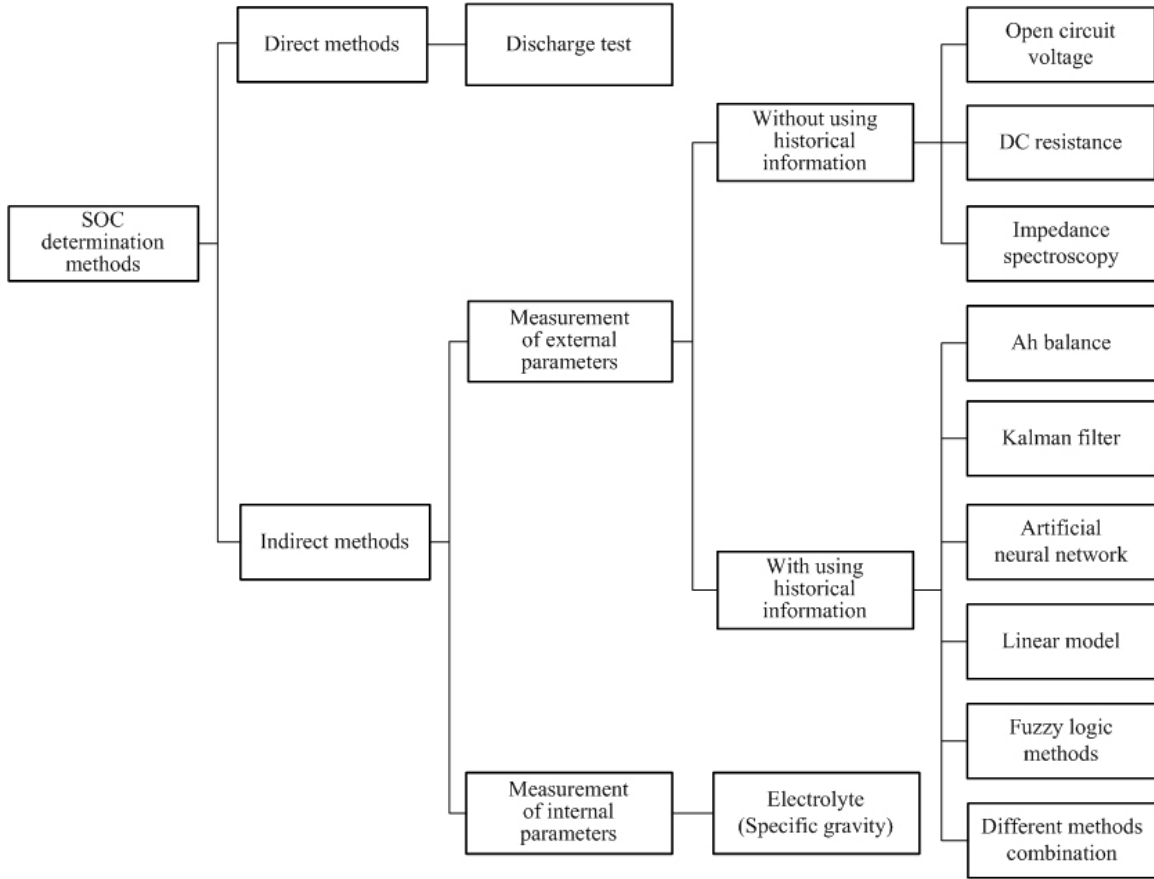 SOC
determination
methods
Direct methods
Discharge test
Indirect methods
Measurement
of external
parameters
Without using
historical
information
Open circuit
voltage
DC resistance
Impedance
spectroscopy
With using
historical
information
Ah balance
Kalman filter
Artificial
neural network
Linear model
Fuzzy logic
methods
Different methods
combination
Measurement
of internal
parameters
Electrolyte
(Specific gravity)